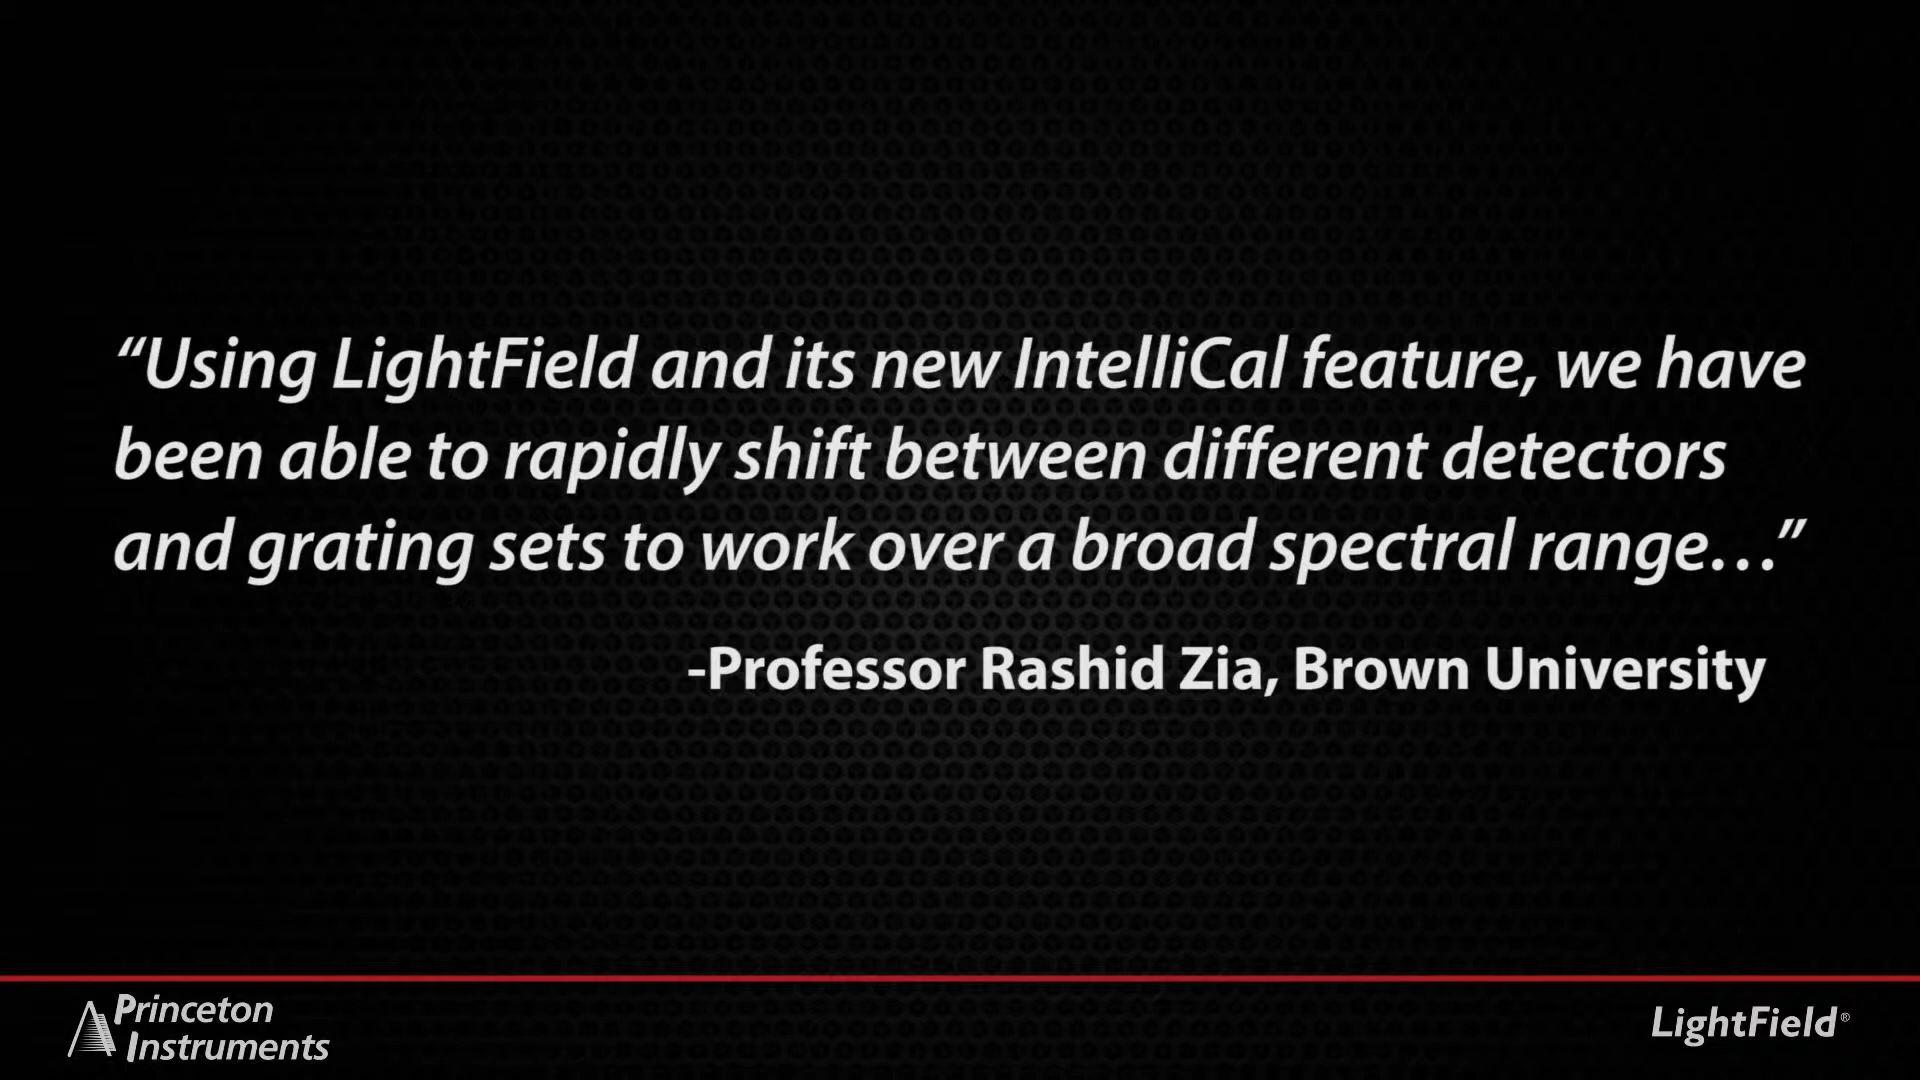 “Using LightField and its new IntelliCal feature, we have
been able to rapidly shift between different detectors
and grating sets to work over a broad spectral range…”
-Professor Rashid Zia, Brown University
Princeton
Instruments
LightField®